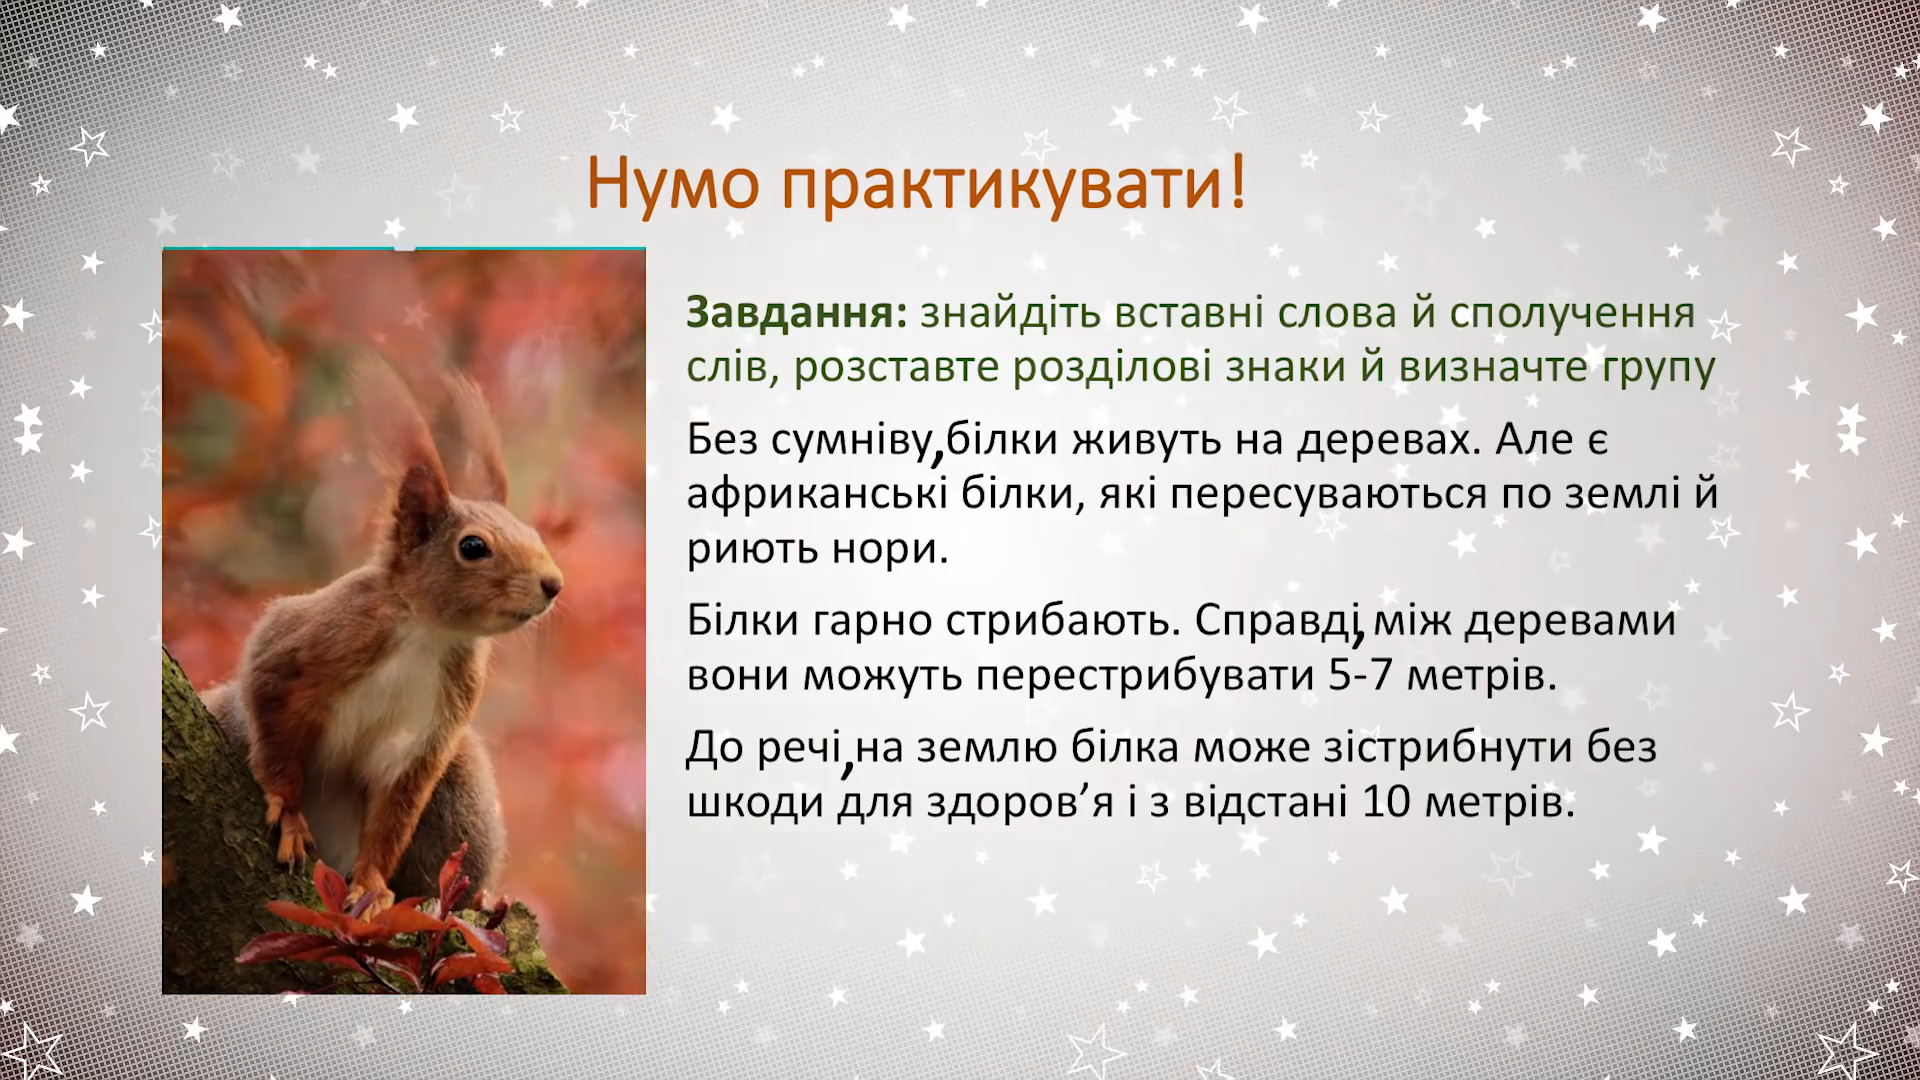 Нумо практикувати!
Завдання: знайдіть вставні слова й сполучення
слів, розставте розділові знаки й визначте групу
Без сумніву,білки живуть на деревах. Але є
африканські білки, які пересуваються по землі й
риють нори.
Білки гарно стрибають. Справді, між деревами
вони можуть перестрибувати 5-7 метрів.
До речі,на землю білка може зістрибнути без
шкоди для здоров’я і з відстані 10 метрів.